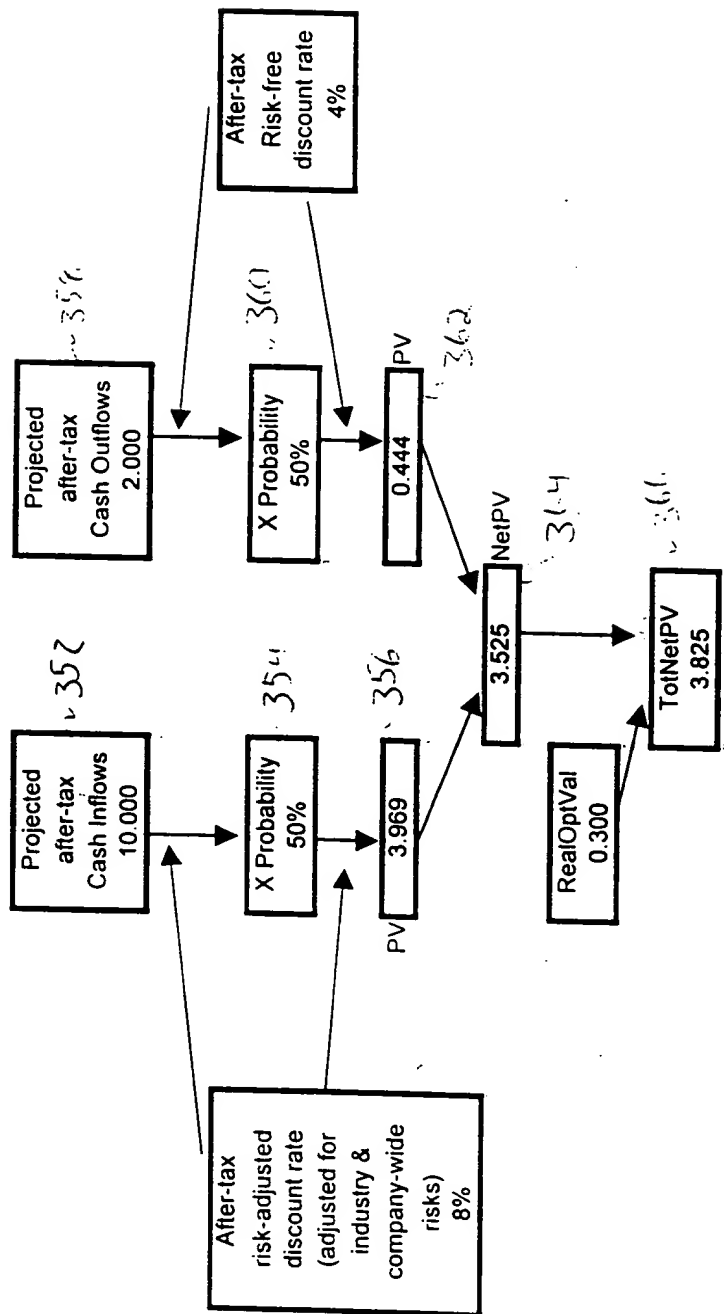 Projected
after-tax
Cash Inflows
10.000
352
Projected
after-tax
Cash Outflows
2.000
358
After-tax
risk-adjusted
discount rate
(adjusted for
industry &
company-wide
risks)
8%
X Probability
50%
354
X Probability
50%
360
After-tax
Risk-free
discount rate
4%
PV
3.969
356
0.444
PV
362
3.525
NetPV
364
RealOptVal
0.300
TotNetPV
3.825
366